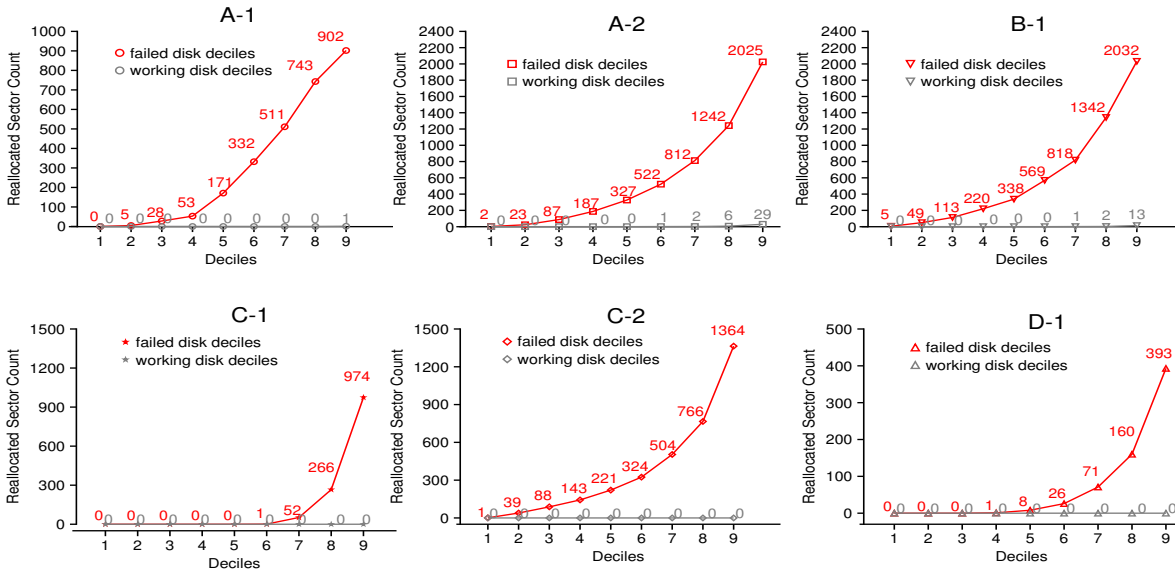 A-1
1000
900
800
700
600
500
400
300
200
100
0
Reallocated Sector Count
failed disk deciles
working disk deciles
0 5 28 53 171 332 511 743 902
0 0 0 0 0 0 0 0 1
1 2 3 4 5 6 7 8 9
Deciles
A-2
2400
2200
2000
1800
1600
1400
1200
1000
800
600
400
200
0
Reallocated Sector Count
failed disk deciles
working disk deciles
2 23 87 187 327 522 812 1242 2025
0 0 0 0 0 1 2 6 29
1 2 3 4 5 6 7 8 9
Deciles
B-1
2400
2200
2000
1800
1600
1400
1200
1000
800
600
400
200
0
Reallocated Sector Count
failed disk deciles
working disk deciles
5 49 113 220 338 569 818 1342 2032
0 0 0 0 0 0 1 2 13
1 2 3 4 5 6 7 8 9
Deciles
C-1
1500
1200
900
600
300
0
Reallocated Sector Count
failed disk deciles
working disk deciles
0 0 0 0 0 1 52 266 974
0 0 0 0 0 0 0 0 0
1 2 3 4 5 6 7 8 9
Deciles
C-2
1500
1200
900
600
300
0
Reallocated Sector Count
failed disk deciles
working disk deciles
1 39 88 143 221 324 504 766 1364
0 0 0 0 0 0 0 0 0
1 2 3 4 5 6 7 8 9
Deciles
D-1
500
400
300
200
100
0
Reallocated Sector Count
failed disk deciles
working disk deciles
0 0 0 1 8 26 71 160 393
0 0 0 0 0 0 0 0 0
1 2 3 4 5 6 7 8 9
Deciles